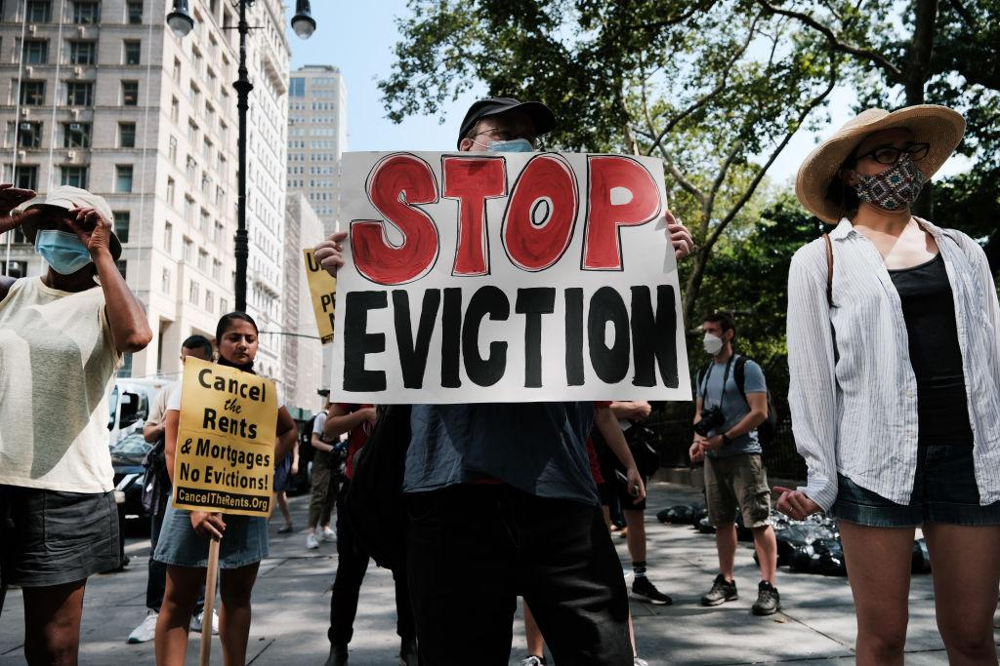 STOP
EVICTION
Cancel
the
Rents
& Mortgages
No Evictions!
CancelTheRents.Org